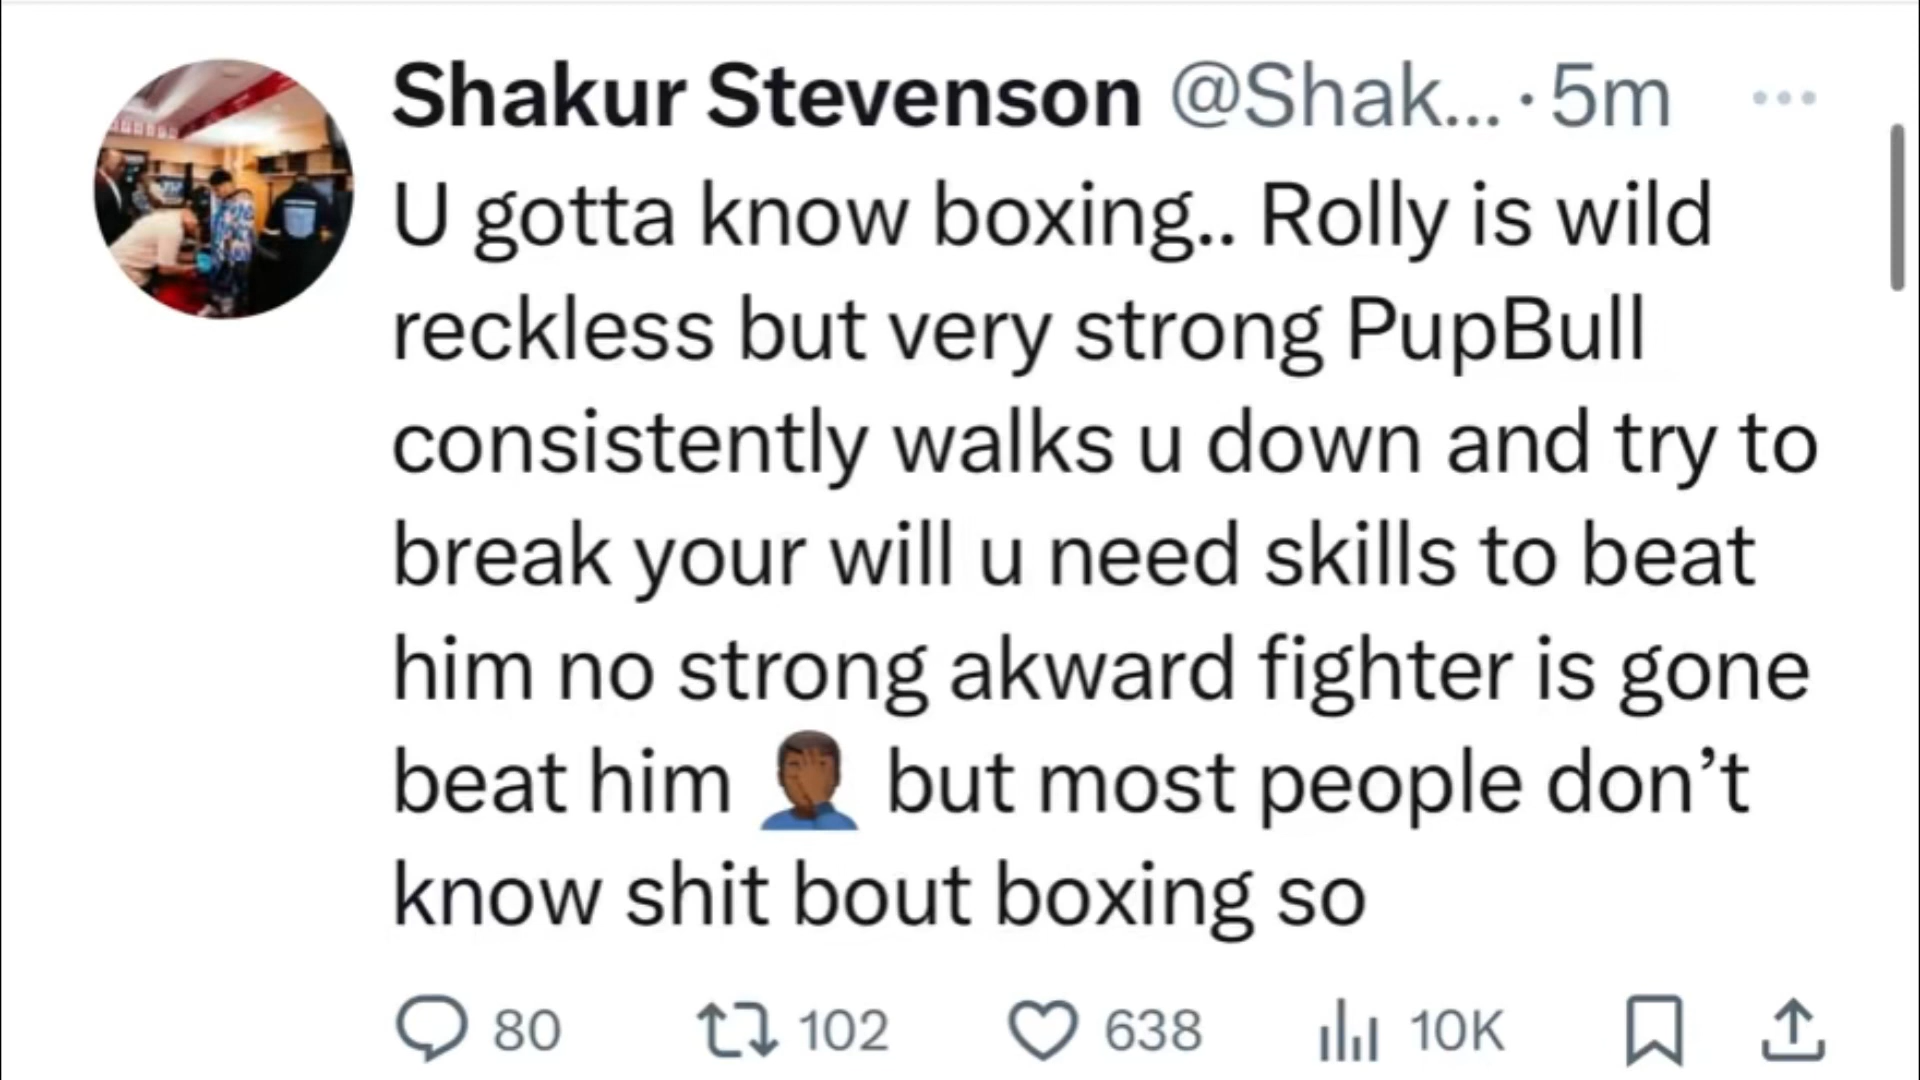 Shakur Stevenson @Shak... · 5m
U gotta know boxing.. Rolly is wild
reckless but very strong PupBull
consistently walks u down and try to
break your will u need skills to beat
him no strong akward fighter is gone
beat him 🤦🏾‍♂️ but most people don’t
know shit bout boxing so
80 102 638 10K